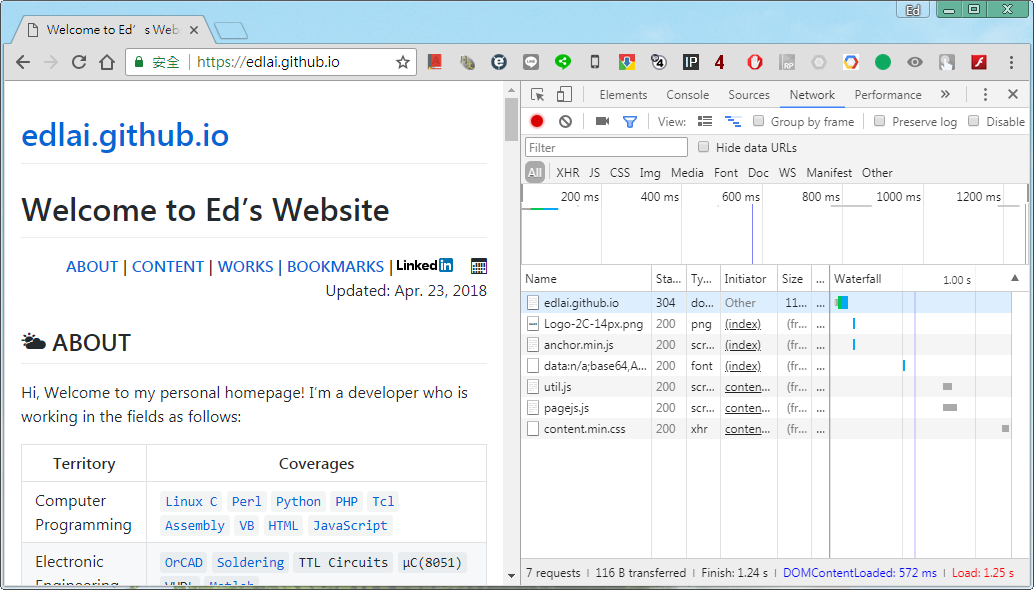 Ed
Welcome to Ed’s Web
安全 | https://edlai.github.io
edlai.github.io
Welcome to Ed’s Website
ABOUT | CONTENT | WORKS | BOOKMARKS | LinkedIn
Updated: Apr. 23, 2018
ABOUT
Hi, Welcome to my personal homepage! I’m a developer who is
working in the fields as follows:
Territory Coverages
Computer Programming Linux C Perl Python PHP Tcl
Assembly VB HTML JavaScript
Electronic Engineering OrCAD Soldering TTL Circuits μC(8051)
VHDL Matlab
Elements Console Sources Network Performance »
View: Group by frame Preserve log Disable
Filter Hide data URLs
All XHR JS CSS Img Media Font Doc WS Manifest Other
200 ms 400 ms 600 ms 800 ms 1000 ms 1200 ms
Name Sta... Ty... Initiator Size ... Waterfall 1.00 s
edlai.github.io 304 do... Other 11... ...
Logo-2C-14px.png 200 png (index) (fr... ...
anchor.min.js 200 scr... (index) (fr... ...
data:n/a;base64,A... 200 font (index) (fr... ...
util.js 200 scr... conten... (fr... ...
pagejs.js 200 scr... conten... (fr... ...
content.min.css 200 xhr conten... (fr... ...
7 requests | 116 B transferred | Finish: 1.24 s | DOMContentLoaded: 572 ms | Load: 1.25 s